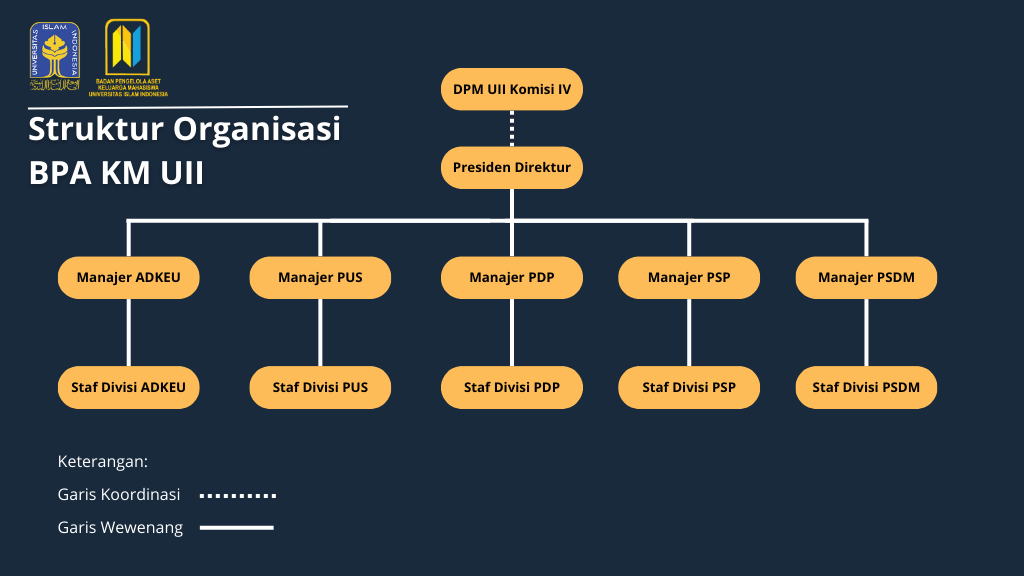 UNIVERSITAS ISLAM INDONESIA
BADAN PENGELOLA ASET
KELUARGA MAHASISWA
UNIVERSITAS ISLAM INDONESIA
Struktur Organisasi
BPA KM UII
DPM UII Komisi IV
Presiden Direktur
Manajer ADKEU
Manajer PUS
Manajer PDP
Manajer PSP
Manajer PSDM
Staf Divisi ADKEU
Staf Divisi PUS
Staf Divisi PDP
Staf Divisi PSP
Staf Divisi PSDM
Keterangan:
Garis Koordinasi
Garis Wewenang